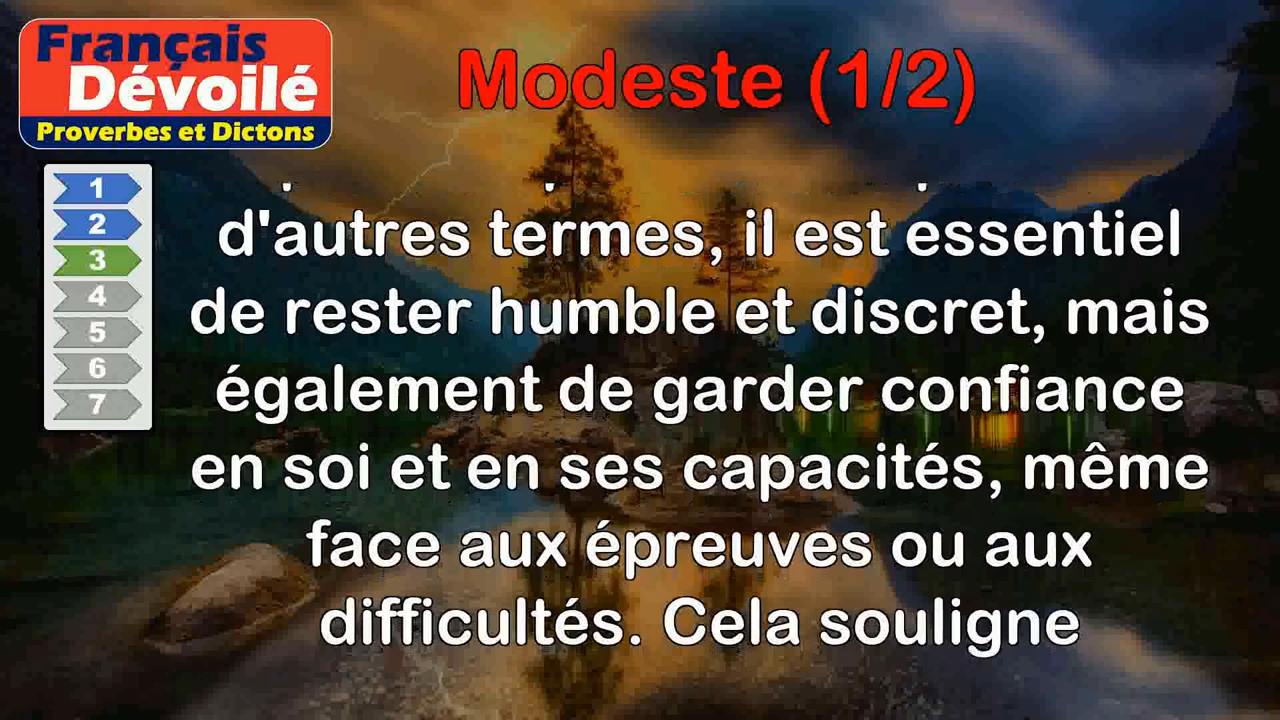 Français
Dévoilé
Proverbes et Dictons
Modeste (1/2)
1
2
3
4
5
6
7
d'autres termes, il est essentiel
de rester humble et discret, mais
également de garder confiance
en soi et en ses capacités, même
face aux épreuves ou aux
difficultés. Cela souligne